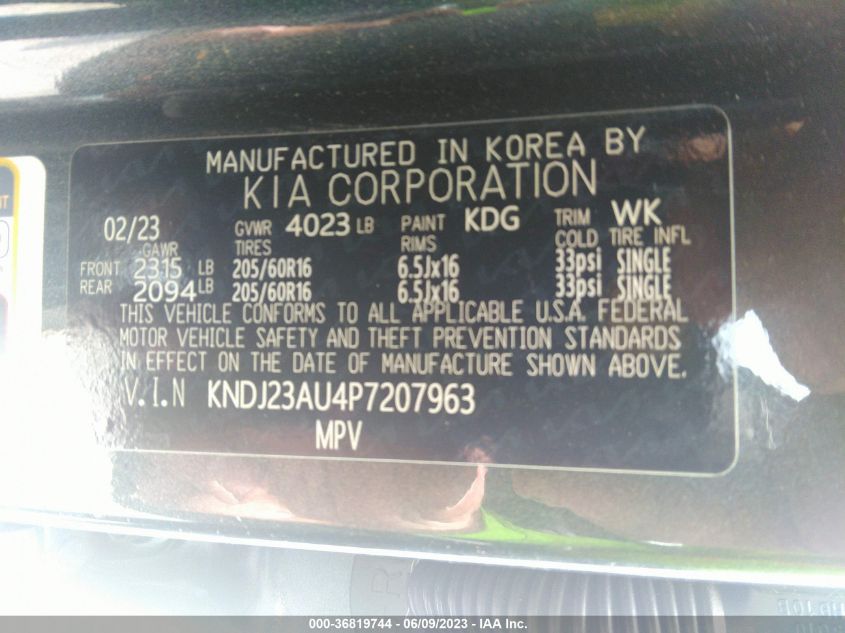 MANUFACTURED IN KOREA BY
KIA CORPORATION
02/23 GVWR 4023 LB PAINT KDG TRIM WK
GAWR TIRES RIMS COLD TIRE INFL
FRONT 2315 LB 205/60R16 6.5Jx16 33psi SINGLE
REAR 2094 LB 205/60R16 6.5Jx16 33psi SINGLE
THIS VEHICLE CONFORMS TO ALL APPLICABLE U.S.A. FEDERAL
MOTOR VEHICLE SAFETY AND THEFT PREVENTION STANDARDS
IN EFFECT ON THE DATE OF MANUFACTURE SHOWN ABOVE.
V.I.N KNDJ23AU4P7207963
MPV
000-36819744 - 06/09/2023 - IAA Inc.